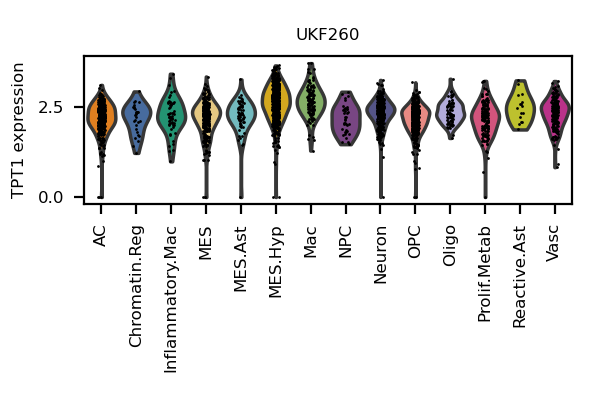 UKF260
TPT1 expression
2.5
0.0
AC
Chromatin.Reg
Inflammatory.Mac
MES
MES.Ast
MES.Hyp
Mac
NPC
Neuron
OPC
Oligo
Prolif.Metab
Reactive.Ast
Vasc